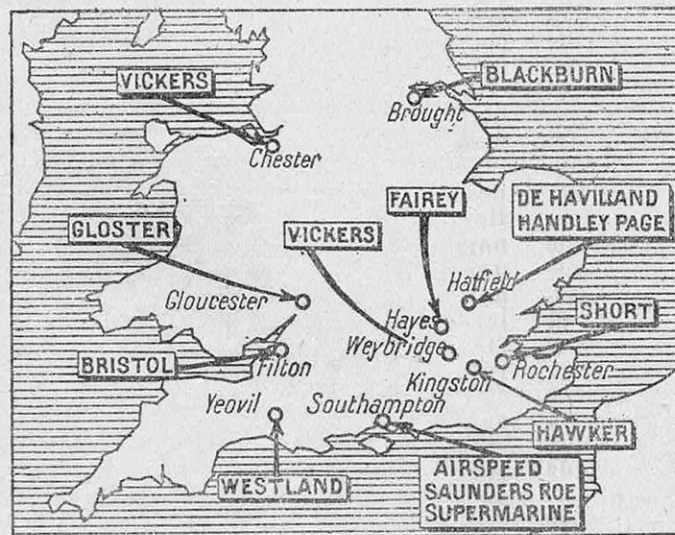 VICKERS
BLACKBURN
Brought
Chester
FAIREY
DE HAVILLAND
HANDLEY PAGE
GLOSTER
VICKERS
Hatfield
Gloucester
Hayes
SHORT
Weybridge
BRISTOL
Filton
Kingston
Rochester
Yeovil
Southampton
HAWKER
WESTLAND
AIRSPEED
SAUNDERS ROE
SUPERMARINE